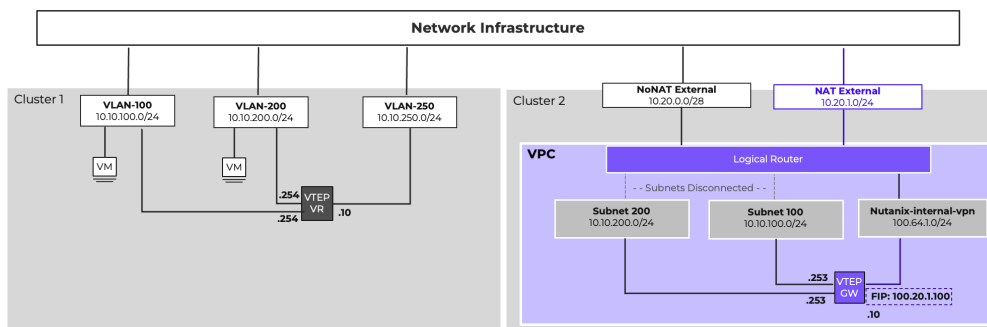 Network Infrastructure
Cluster 1
VLAN-100
10.10.100.0/24
VLAN-200
10.10.200.0/24
VLAN-250
10.10.250.0/24
VM
VM
.254
.254
VTEP
VR
.10
Cluster 2
NoNAT External
10.20.0.0/28
NAT External
10.20.1.0/24
VPC
Logical Router
- - Subnets Disconnected - -
Subnet 200
10.10.200.0/24
Subnet 100
10.10.100.0/24
Nutanix-internal-vpn
100.64.1.0/24
.253
.253
VTEP
GW
FIP: 100.20.1.100
.10